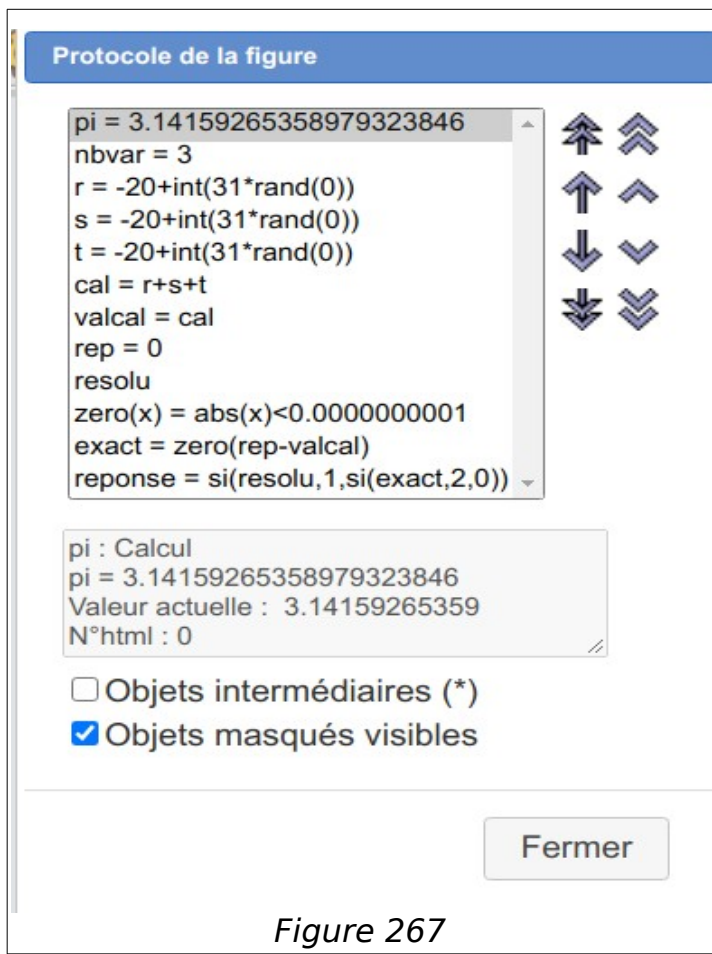 Protocole de la figure
pi = 3.14159265358979323846
nbvar = 3
r = -20+int(31*rand(0))
s = -20+int(31*rand(0))
t = -20+int(31*rand(0))
cal = r+s+t
valcal = cal
rep = 0
resolu
zero(x) = abs(x)<0.0000000001
exact = zero(rep-valcal)
reponse = si(resolu,1,si(exact,2,0))
pi : Calcul
pi = 3.14159265358979323846
Valeur actuelle :  3.14159265359
N°html : 0
Objets intermédiaires (*)
Objets masqués visibles
Fermer
Figure 267